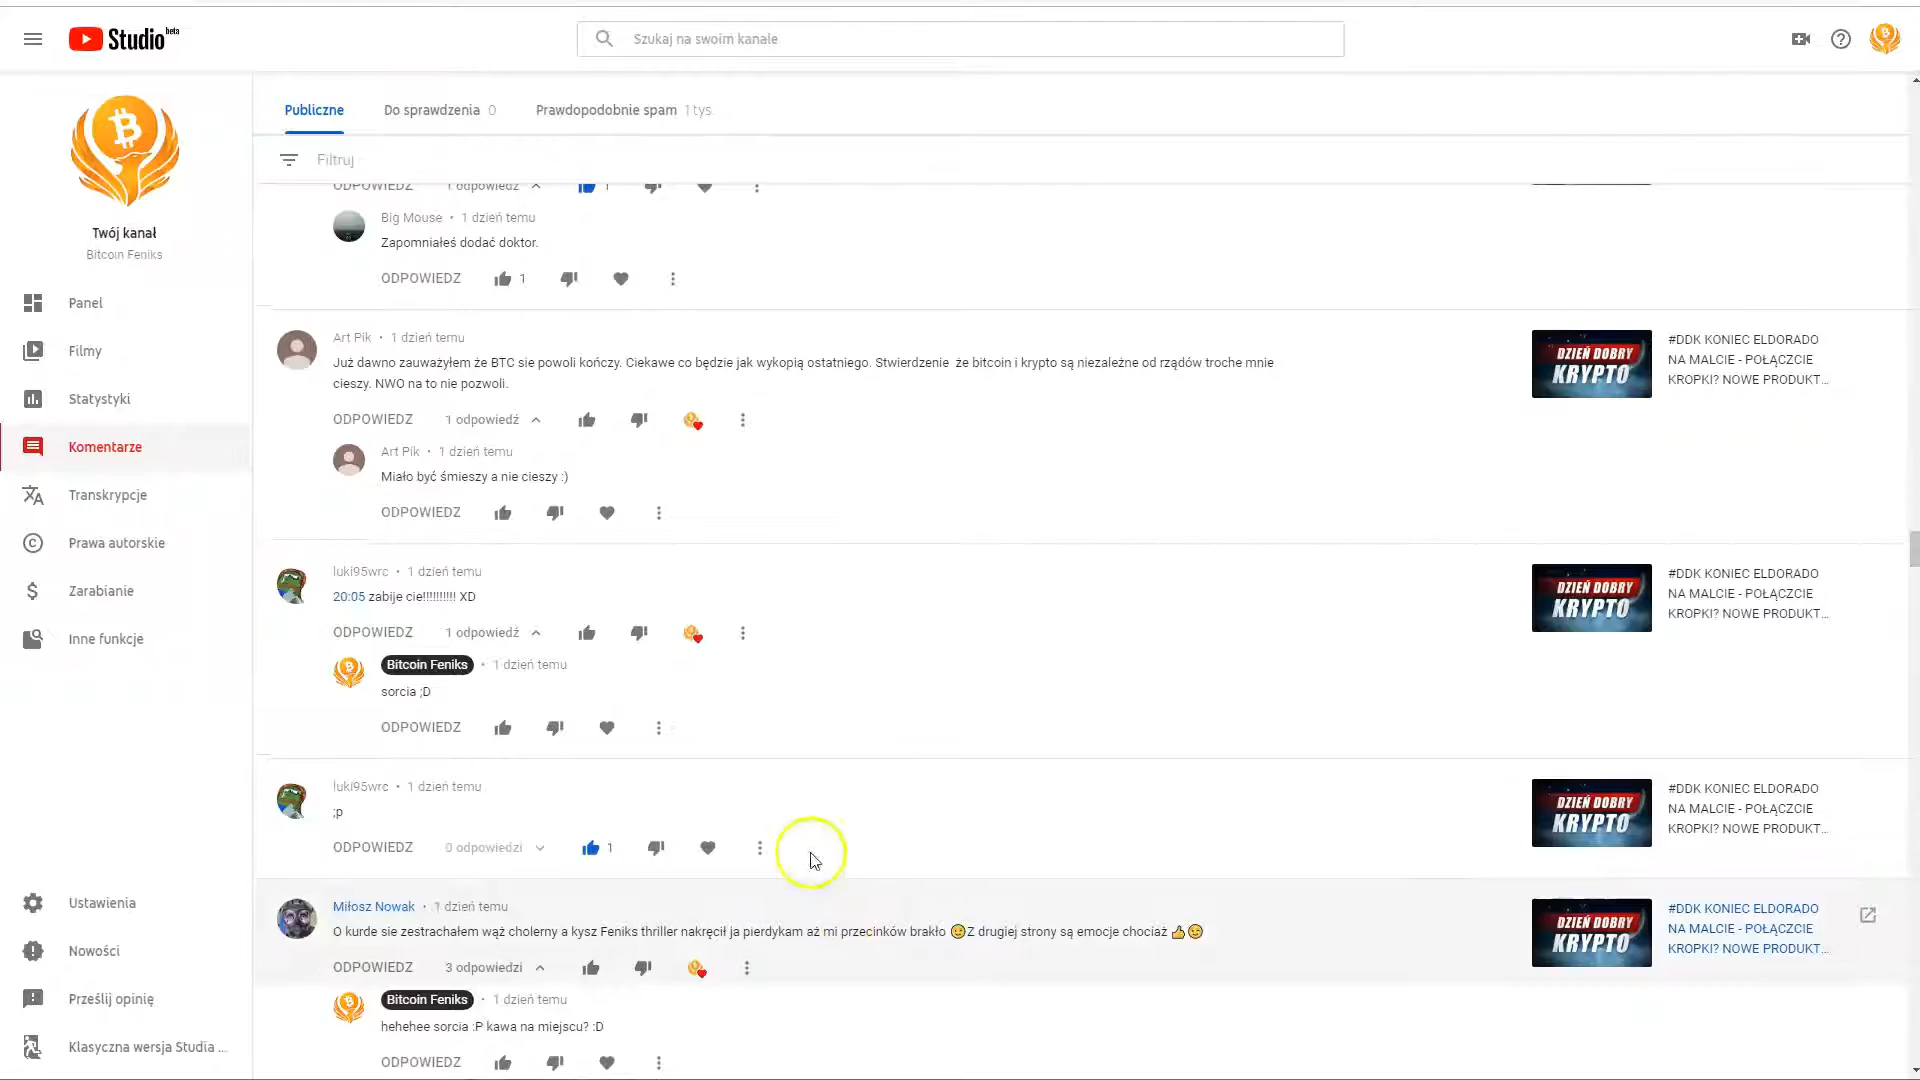 Studio beta
Szukaj na swoim kanale
Twój kanał
Bitcoin Feniks
Panel
Filmy
Statystyki
Komentarze
Transkrypcje
Prawa autorskie
Zarabianie
Inne funkcje
Ustawienia
Nowości
Prześlij opinię
Klasyczna wersja Studia ...
Publiczne
Do sprawdzenia 0
Prawdopodobnie spam 1 tys.
Filtruj
ODPOWIEDZ 1 odpowiedź 1
Big Mouse • 1 dzień temu
Zapomniałeś dodać doktor.
ODPOWIEDZ 1
Art Pik • 1 dzień temu
Już dawno zauważyłem że BTC sie powoli kończy. Ciekawe co będzie jak wykopią ostatniego. Stwierdzenie że bitcoin i krypto są niezależne od rządów troche mnie
cieszy. NWO na to nie pozwoli.
ODPOWIEDZ 1 odpowiedź
DZIEŃ DOBRY
KRYPTO
#DDK KONIEC ELDORADO
NA MALCIE - POŁĄCZCIE
KROPKI? NOWE PRODUKT...
Art Pik • 1 dzień temu
Miało być śmieszy a nie cieszy :)
ODPOWIEDZ
luki95wrc • 1 dzień temu
20:05 zabije cie!!!!!!!!!! XD
ODPOWIEDZ 1 odpowiedź
DZIEŃ DOBRY
KRYPTO
#DDK KONIEC ELDORADO
NA MALCIE - POŁĄCZCIE
KROPKI? NOWE PRODUKT...
Bitcoin Feniks • 1 dzień temu
sorcia ;D
ODPOWIEDZ
luki95wrc • 1 dzień temu
;p
ODPOWIEDZ 0 odpowiedzi 1
DZIEŃ DOBRY
KRYPTO
#DDK KONIEC ELDORADO
NA MALCIE - POŁĄCZCIE
KROPKI? NOWE PRODUKT...
Miłosz Nowak • 1 dzień temu
O kurde sie zestrachałem wąż cholerny a kysz Feniks thriller nakręcił ja pierdykam aż mi przecinków brakło 😉Z drugiej strony są emocje chociaż 👍😉
ODPOWIEDZ 3 odpowiedzi
DZIEŃ DOBRY
KRYPTO
#DDK KONIEC ELDORADO
NA MALCIE - POŁĄCZCIE
KROPKI? NOWE PRODUKT...
Bitcoin Feniks • 1 dzień temu
hehehee sorcia :P kawa na miejscu? :D
ODPOWIEDZ